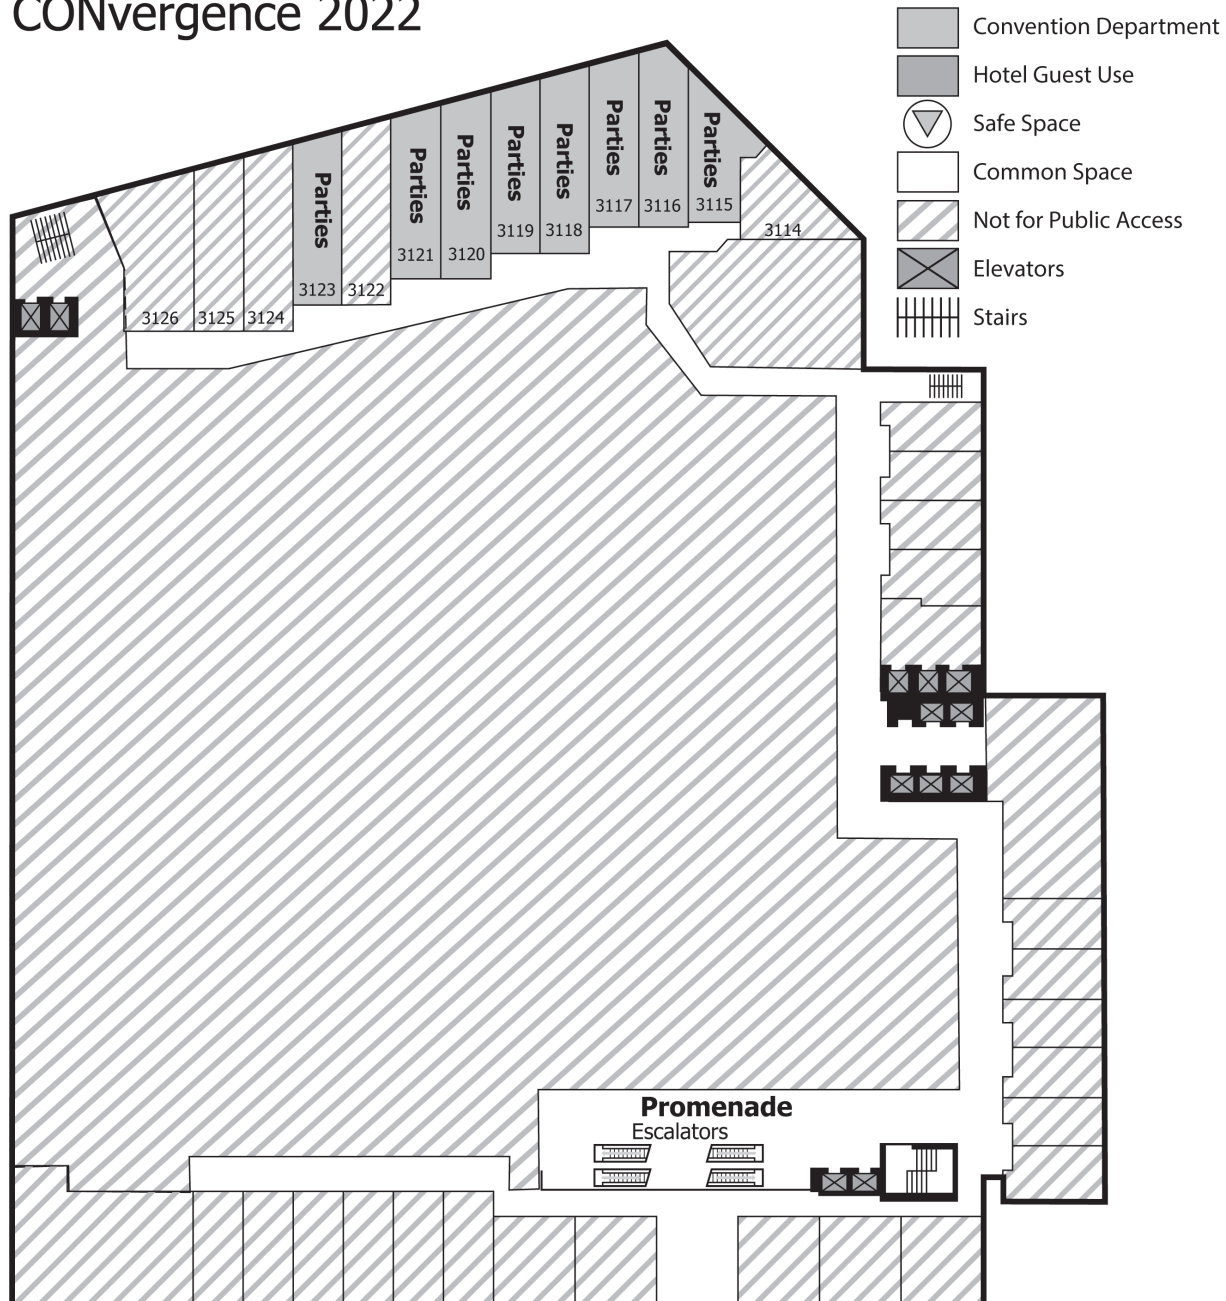 CONvergence 2022
Convention Department
Hotel Guest Use
Safe Space
Common Space
Not for Public Access
Elevators
Stairs
Parties
3123
Parties
3121
Parties
3120
Parties
3119
Parties
3118
Parties
3117
Parties
3116
Parties
3115
3114
3122
3126
3125
3124
Promenade
Escalators